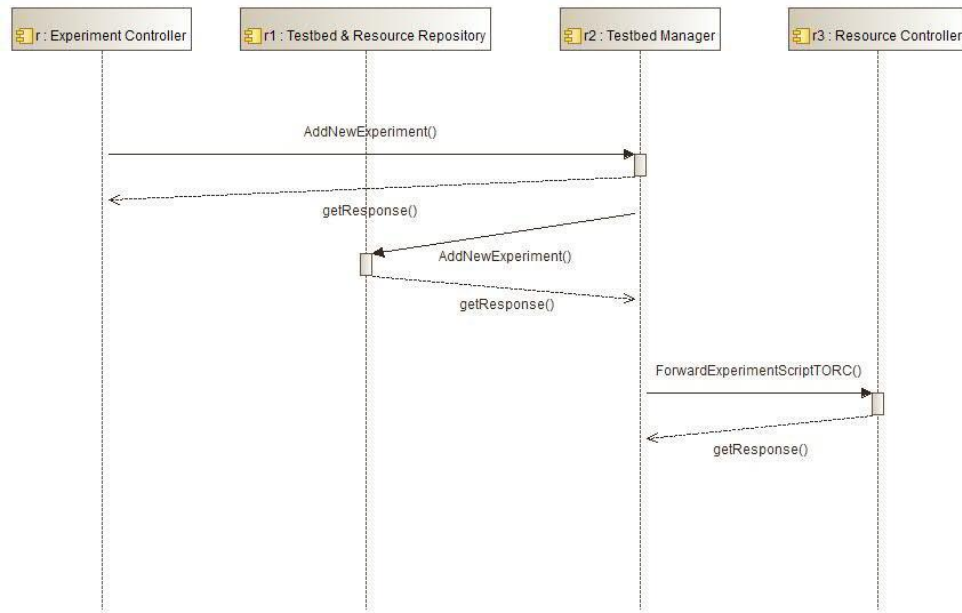 r : Experiment Controller
r1 : Testbed & Resource Repository
r2 : Testbed Manager
r3 : Resource Controller
AddNewExperiment()
getResponse()
AddNewExperiment()
getResponse()
ForwardExperimentScriptTORC()
getResponse()